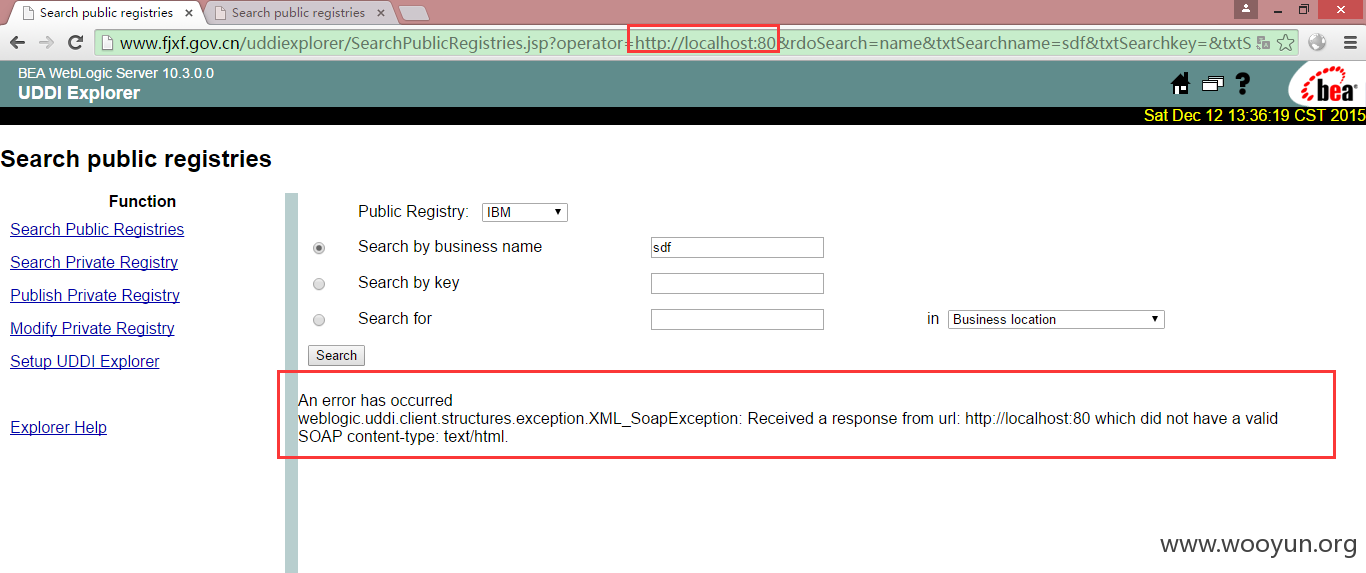 Search public registries
Search public registries
www.fjxf.gov.cn/uddiexplorer/SearchPublicRegistries.jsp?operator=http://localhost:80&rdoSearch=name&txtSearchname=sdf&txtSearchkey=&txtS
BEA WebLogic Server 10.3.0.0
UDDI Explorer
bea
Sat Dec 12 13:36:19 CST 2015
Search public registries
Function
Search Public Registries
Search Private Registry
Publish Private Registry
Modify Private Registry
Setup UDDI Explorer
Explorer Help
Public Registry: IBM
Search by business name sdf
Search by key
Search for in Business location
Search
An error has occurred
weblogic.uddi.client.structures.exception.XML_SoapException: Received a response from url: http://localhost:80 which did not have a valid
SOAP content-type: text/html.
www.wooyun.org